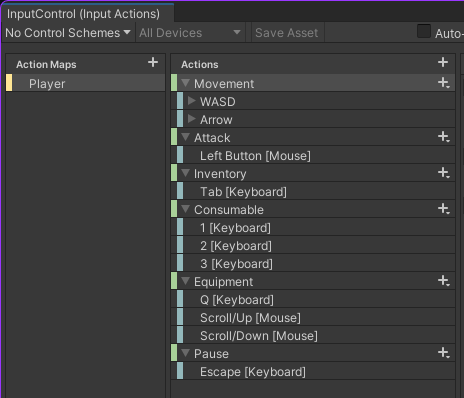 InputControl (Input Actions)
No Control Schemes All Devices Save Asset Auto-
Action Maps + Actions +
Player Movement +
WASD
Arrow
Attack +
Left Button [Mouse]
Inventory +
Tab [Keyboard]
Consumable +
1 [Keyboard]
2 [Keyboard]
3 [Keyboard]
Equipment +
Q [Keyboard]
Scroll/Up [Mouse]
Scroll/Down [Mouse]
Pause +
Escape [Keyboard]